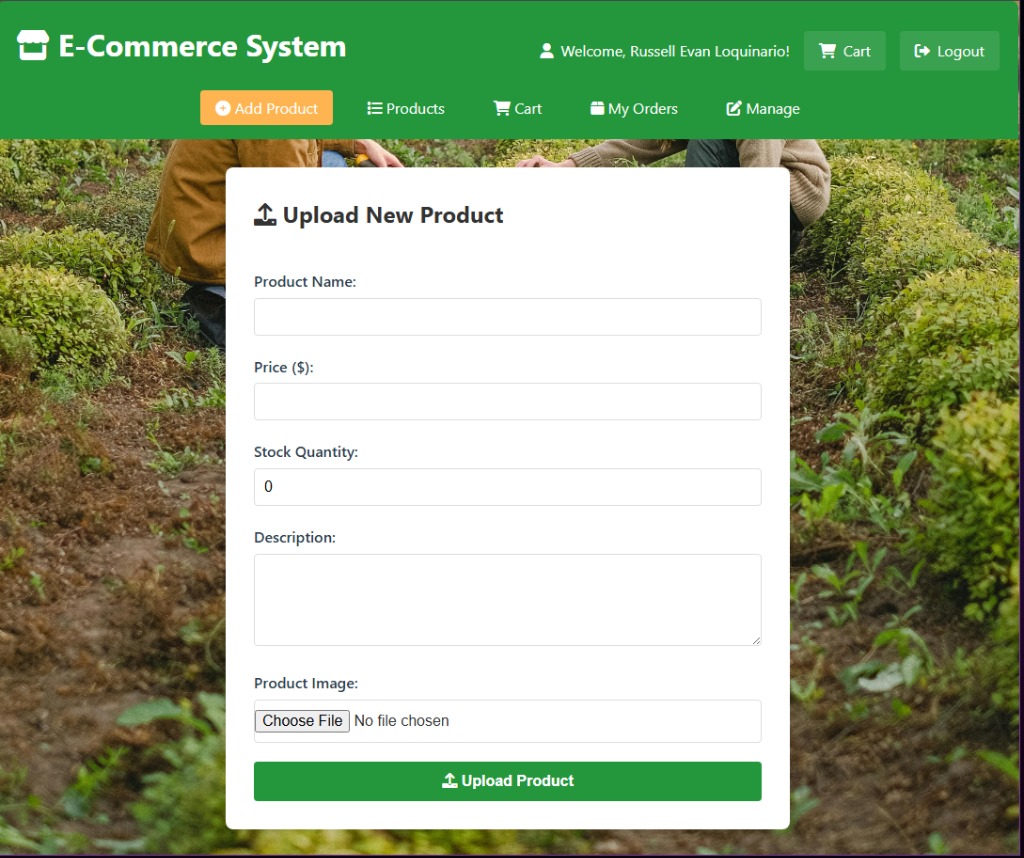 E-Commerce System
Welcome, Russell Evan Loquinario!
Cart
Logout
Add Product
Products
Cart
My Orders
Manage
Upload New Product
Product Name:
Price ($):
Stock Quantity:
0
Description:
Product Image:
Choose File No file chosen
Upload Product